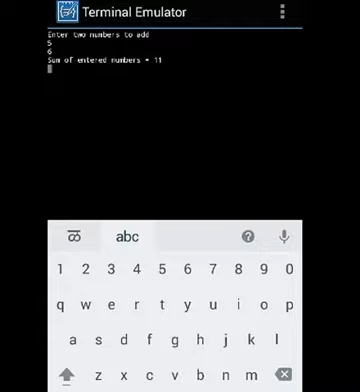 Terminal Emulator
Enter two numbers to add
5
6
Sum of entered numbers = 11
ळ abc
1 2 3 4 5 6 7 8 9 0
q w e r t y u i o p
a s d f g h j k l
z x c v b n m